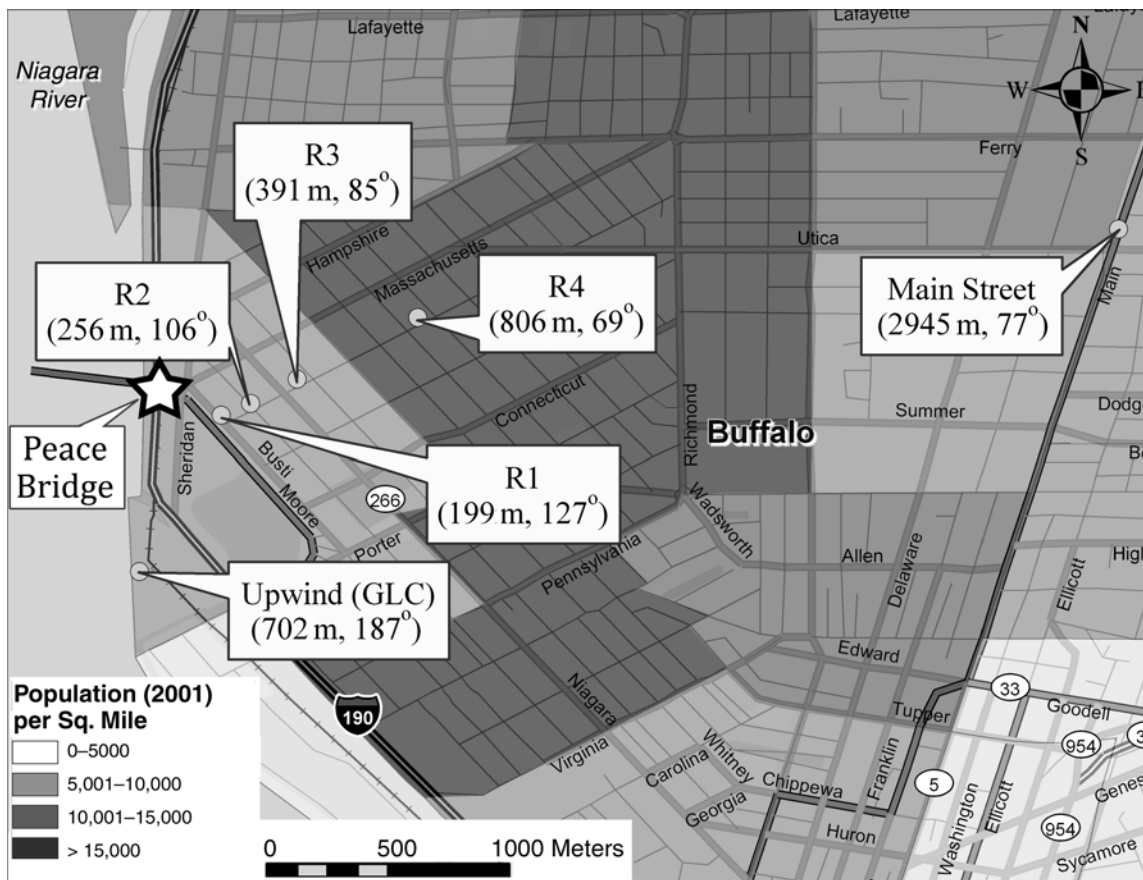 Lafayette
Lafayette
Niagara
River
N
W
S
R3
(391 m, 85°)
Ferry
Hampshire
Massachusetts
Utica
R2
(256 m, 106°)
R4
(806 m, 69°)
Main Street
(2945 m, 77°)
Main
Connecticut
Richmond
Summer
Buffalo
Peace
Bridge
Sheridan
Busti
Moore
R1
(199 m, 127°)
266
Porter
Wadsworth
Pennsylvania
Allen
Delaware
Ellicott
Upwind (GLC)
(702 m, 187°)
Edward
33
Goodell
Population (2001)
per Sq. Mile
0–5000
5,001–10,000
10,001–15,000
> 15,000
190
Niagara
Virginia
Tupper
954
Carolina
Whitney
Georgia
Chippewa
Franklin
5
Huron
Washington
Ellicott
954
Sycamore
0 500 1000 Meters